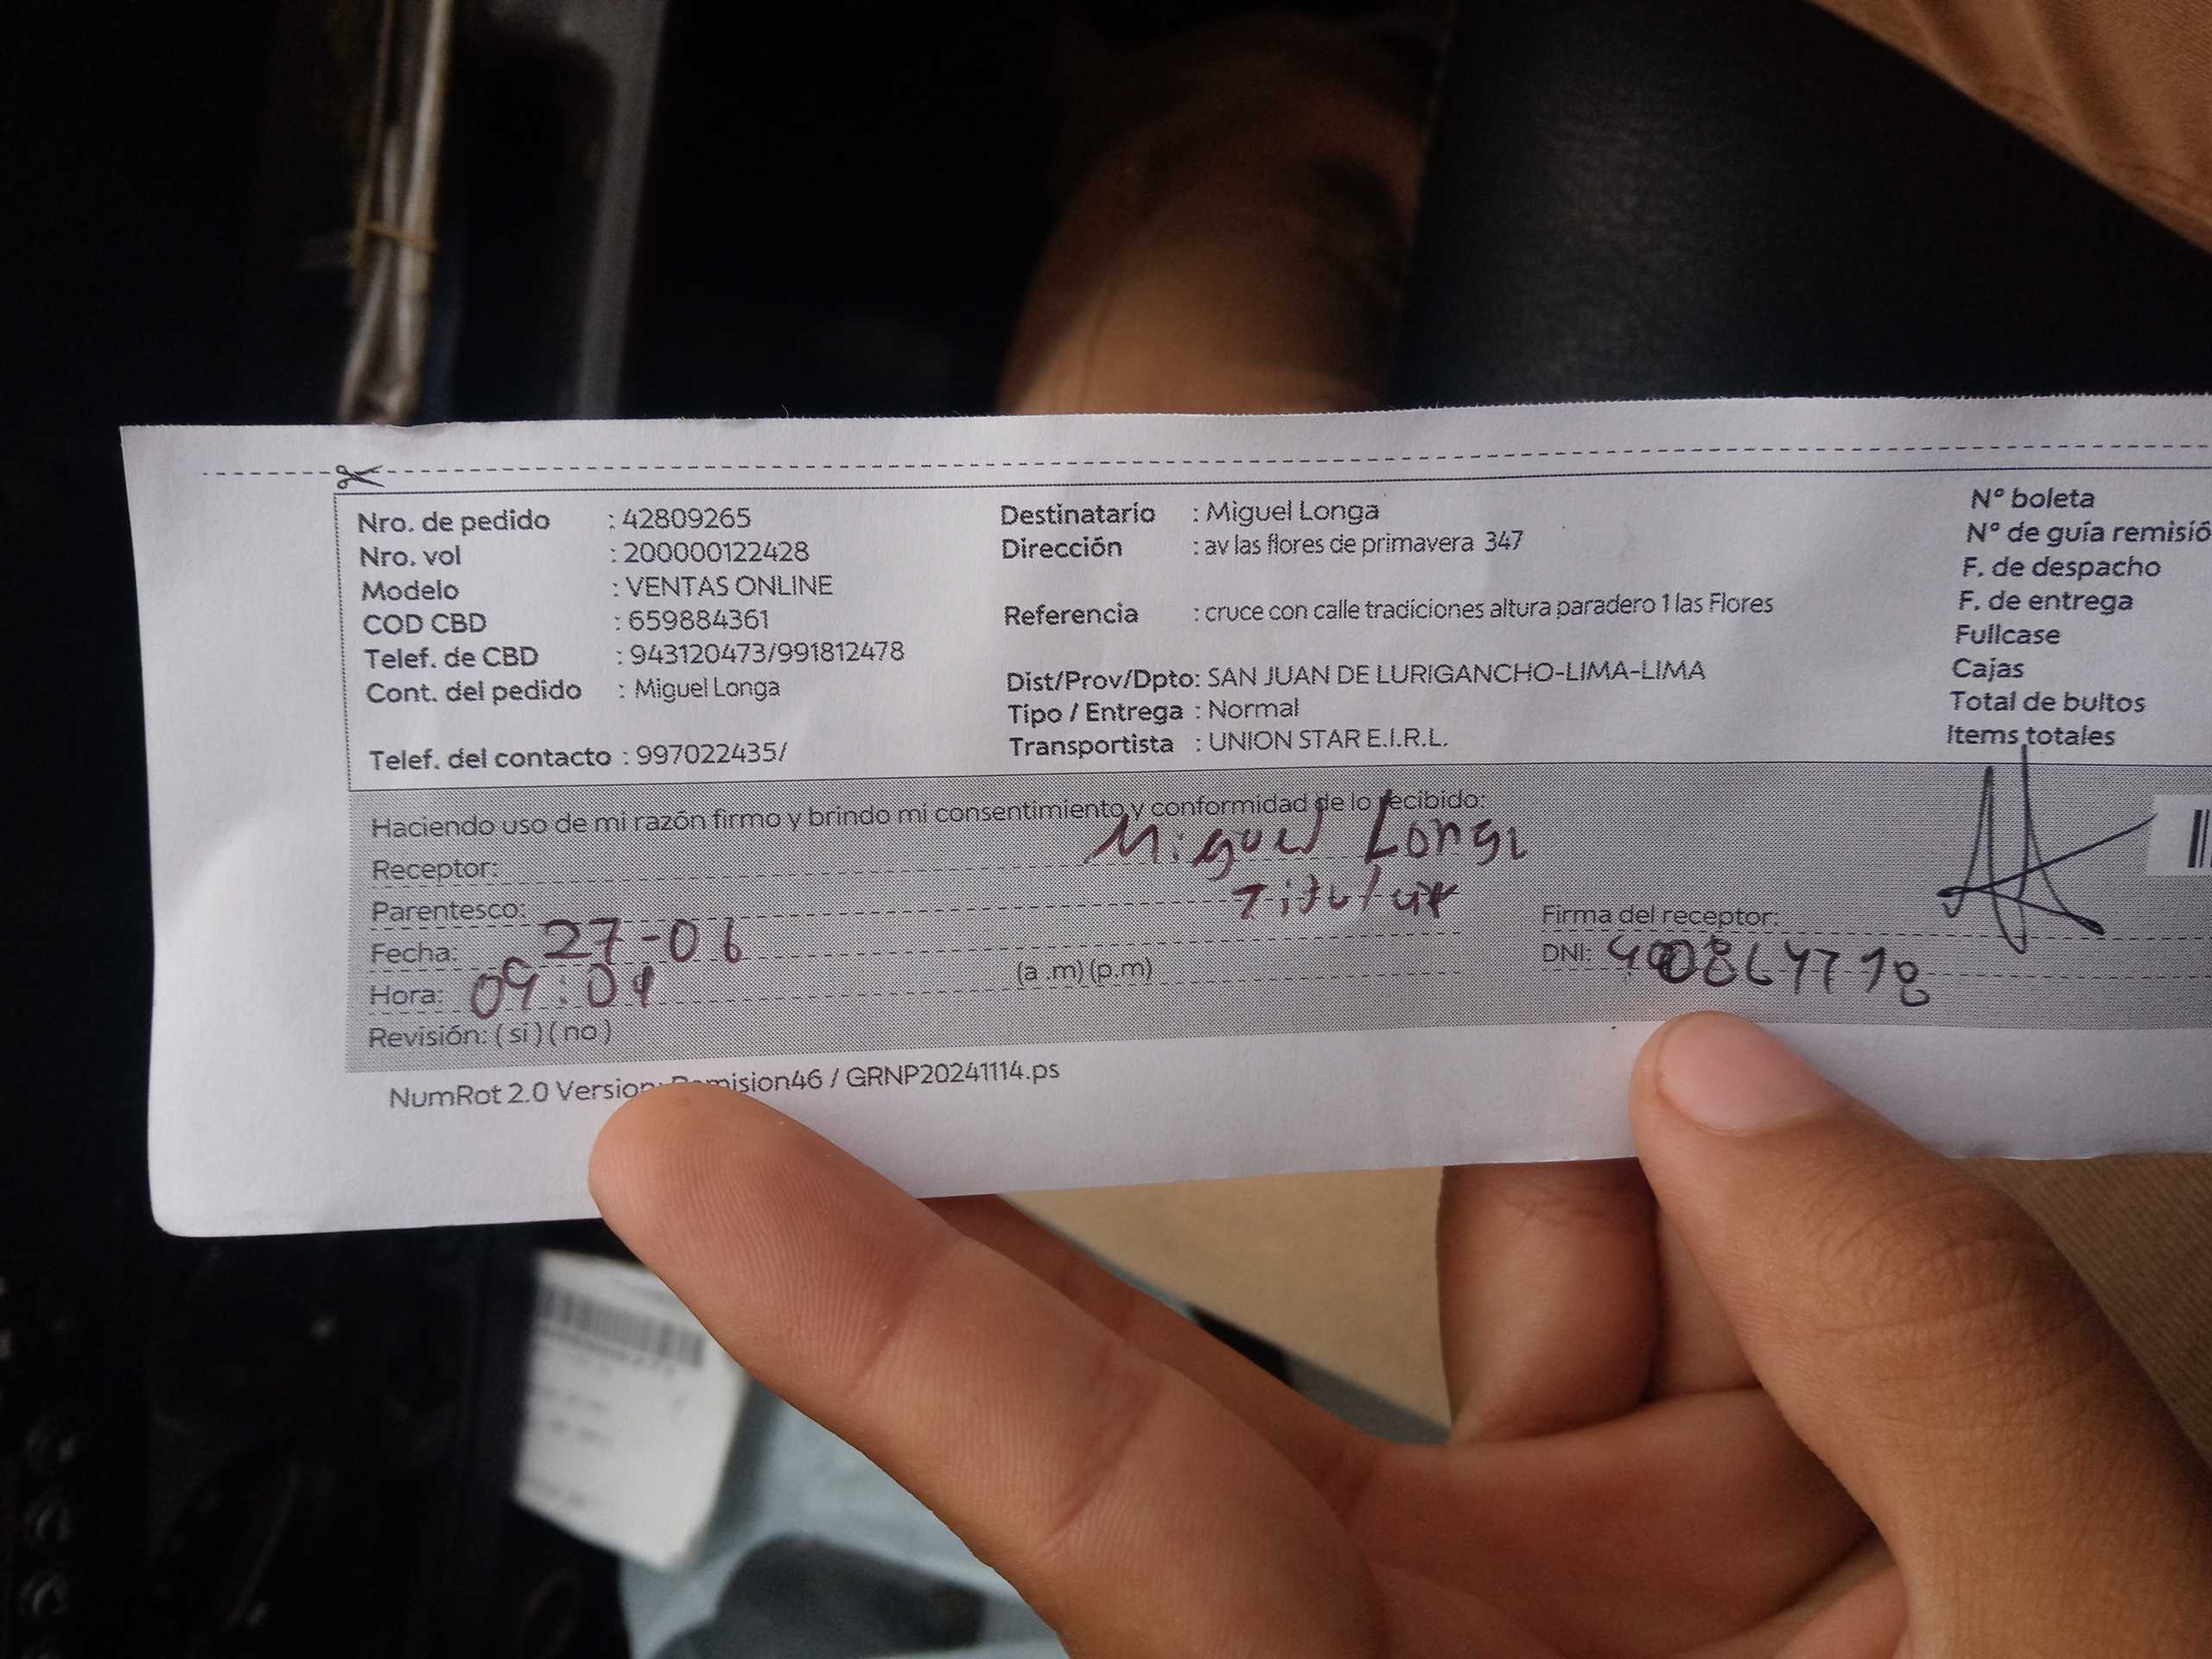 Nro. de pedido : 42809265
Nro. vol : 200000122428
Modelo : VENTAS ONLINE
COD CBD : 659884361
Telef. de CBD : 943120473/991812478
Cont. del pedido : Miguel Longa
Telef. del contacto : 997022435/
Destinatario : Miguel Longa
Dirección : av las flores de primavera 347
Referencia : cruce con calle tradiciones altura paradero 1 las Flores
Dist/Prov/Dpto: SAN JUAN DE LURIGANCHO-LIMA-LIMA
Tipo / Entrega : Normal
Transportista : UNION STAR E.I.R.L.
N° boleta
N° de guía remisió
F. de despacho
F. de entrega
Fullcase
Cajas
Total de bultos
Items totales
Haciendo uso de mi razón firmo y brindo mi consentimiento y conformidad de lo recibido:
Receptor: Miguel Longa
Parentesco: Titular
Fecha: 27-06
Hora: 09:01 (a .m) (p.m)
Revisión: ( si ) ( no )
Firma del receptor:
DNI:
NumRot 2.0 Version: Remision46 / GRNP20241114.ps